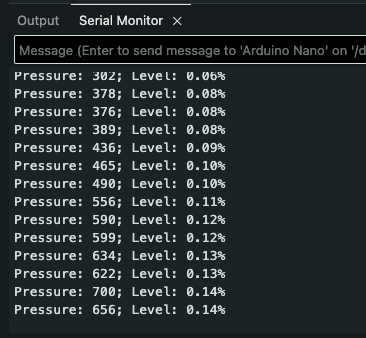 Output
Serial Monitor
Message (Enter to send message to 'Arduino Nano' on '/d
Pressure: 302; Level: 0.06%
Pressure: 378; Level: 0.08%
Pressure: 376; Level: 0.08%
Pressure: 389; Level: 0.08%
Pressure: 436; Level: 0.09%
Pressure: 465; Level: 0.10%
Pressure: 490; Level: 0.10%
Pressure: 556; Level: 0.11%
Pressure: 590; Level: 0.12%
Pressure: 599; Level: 0.12%
Pressure: 634; Level: 0.13%
Pressure: 622; Level: 0.13%
Pressure: 700; Level: 0.14%
Pressure: 656; Level: 0.14%